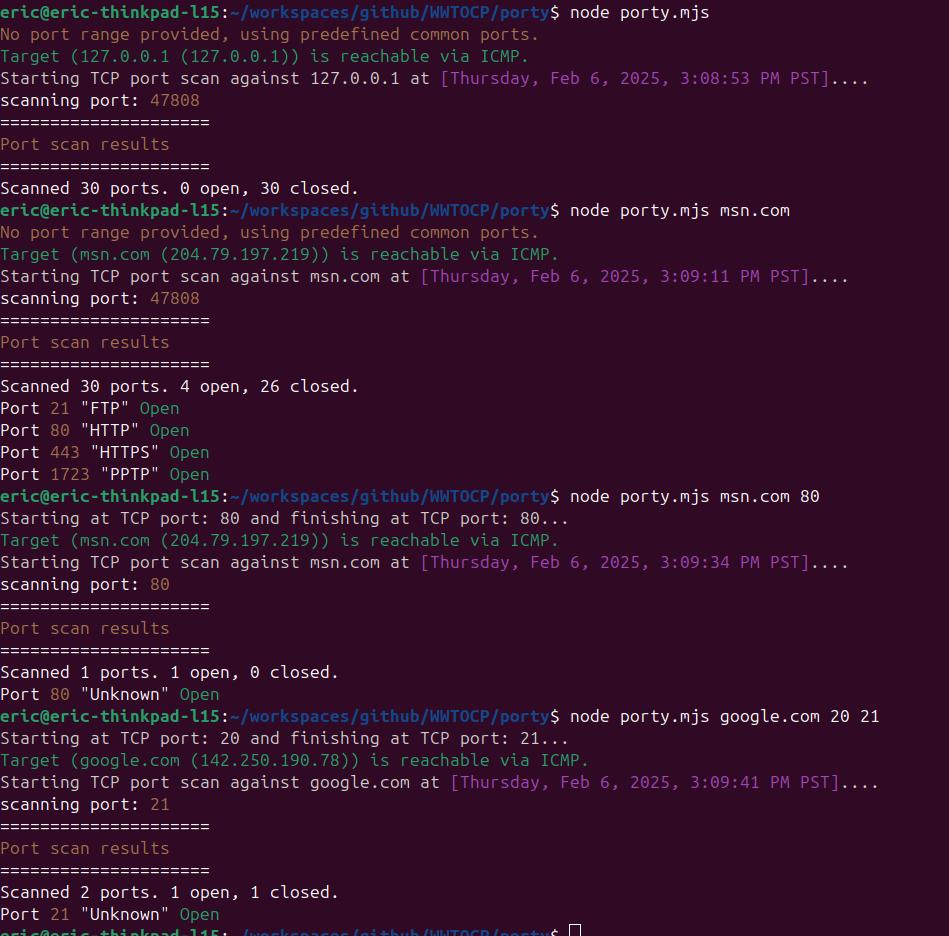 eric@eric-thinkpad-l15:~/workspaces/github/WWTOCP/porty$ node porty.mjs
No port range provided, using predefined common ports.
Target (127.0.0.1 (127.0.0.1)) is reachable via ICMP.
Starting TCP port scan against 127.0.0.1 at [Thursday, Feb 6, 2025, 3:08:53 PM PST]....
scanning port: 47808
=====================
Port scan results
=====================
Scanned 30 ports. 0 open, 30 closed.
eric@eric-thinkpad-l15:~/workspaces/github/WWTOCP/porty$ node porty.mjs msn.com
No port range provided, using predefined common ports.
Target (msn.com (204.79.197.219)) is reachable via ICMP.
Starting TCP port scan against msn.com at [Thursday, Feb 6, 2025, 3:09:11 PM PST]....
scanning port: 47808
=====================
Port scan results
=====================
Scanned 30 ports. 4 open, 26 closed.
Port 21 "FTP" Open
Port 80 "HTTP" Open
Port 443 "HTTPS" Open
Port 1723 "PPTP" Open
eric@eric-thinkpad-l15:~/workspaces/github/WWTOCP/porty$ node porty.mjs msn.com 80
Starting at TCP port: 80 and finishing at TCP port: 80...
Target (msn.com (204.79.197.219)) is reachable via ICMP.
Starting TCP port scan against msn.com at [Thursday, Feb 6, 2025, 3:09:34 PM PST]....
scanning port: 80
=====================
Port scan results
=====================
Scanned 1 ports. 1 open, 0 closed.
Port 80 "Unknown" Open
eric@eric-thinkpad-l15:~/workspaces/github/WWTOCP/porty$ node porty.mjs google.com 20 21
Starting at TCP port: 20 and finishing at TCP port: 21...
Target (google.com (142.250.190.78)) is reachable via ICMP.
Starting TCP port scan against google.com at [Thursday, Feb 6, 2025, 3:09:41 PM PST]....
scanning port: 21
=====================
Port scan results
=====================
Scanned 2 ports. 1 open, 1 closed.
Port 21 "Unknown" Open
eric@eric-thinkpad-l15:~/workspaces/github/WWTOCP/porty$